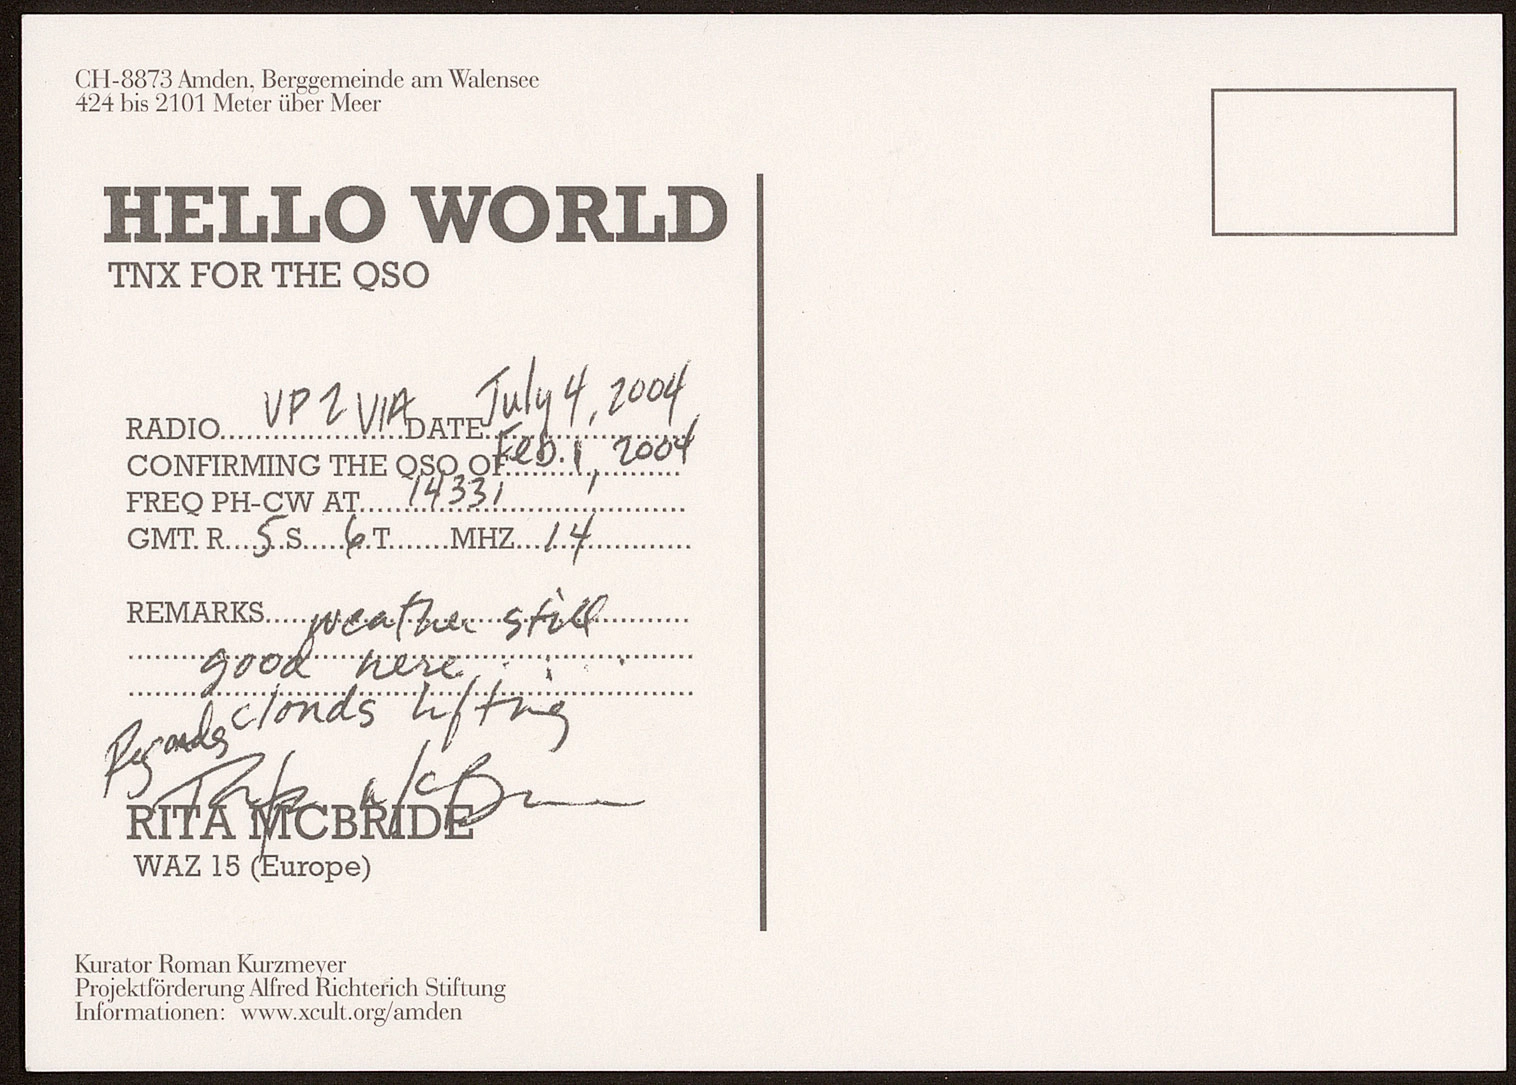 CH-8873 Amden, Berggemeinde am Walensee
424 bis 2101 Meter über Meer
HELLO WORLD
TNX FOR THE QSO
RADIO.....VP2VIA.....DATE.....July 4, 2004
CONFIRMING THE QSO OF.....Feb. 1, 2004
FREQ PH-CW AT.....14331.....
GMT. R.....5.....S.....6.....T.....MHZ.....14.....
REMARKS.....weather still
good here . . .
clouds lifting
Regards
Rita McBride
RITA MCBRIDE
WAZ 15 (Europe)
Kurator Roman Kurzmeyer
Projektförderung Alfred Richterich Stiftung
Informationen: www.xcult.org/amden